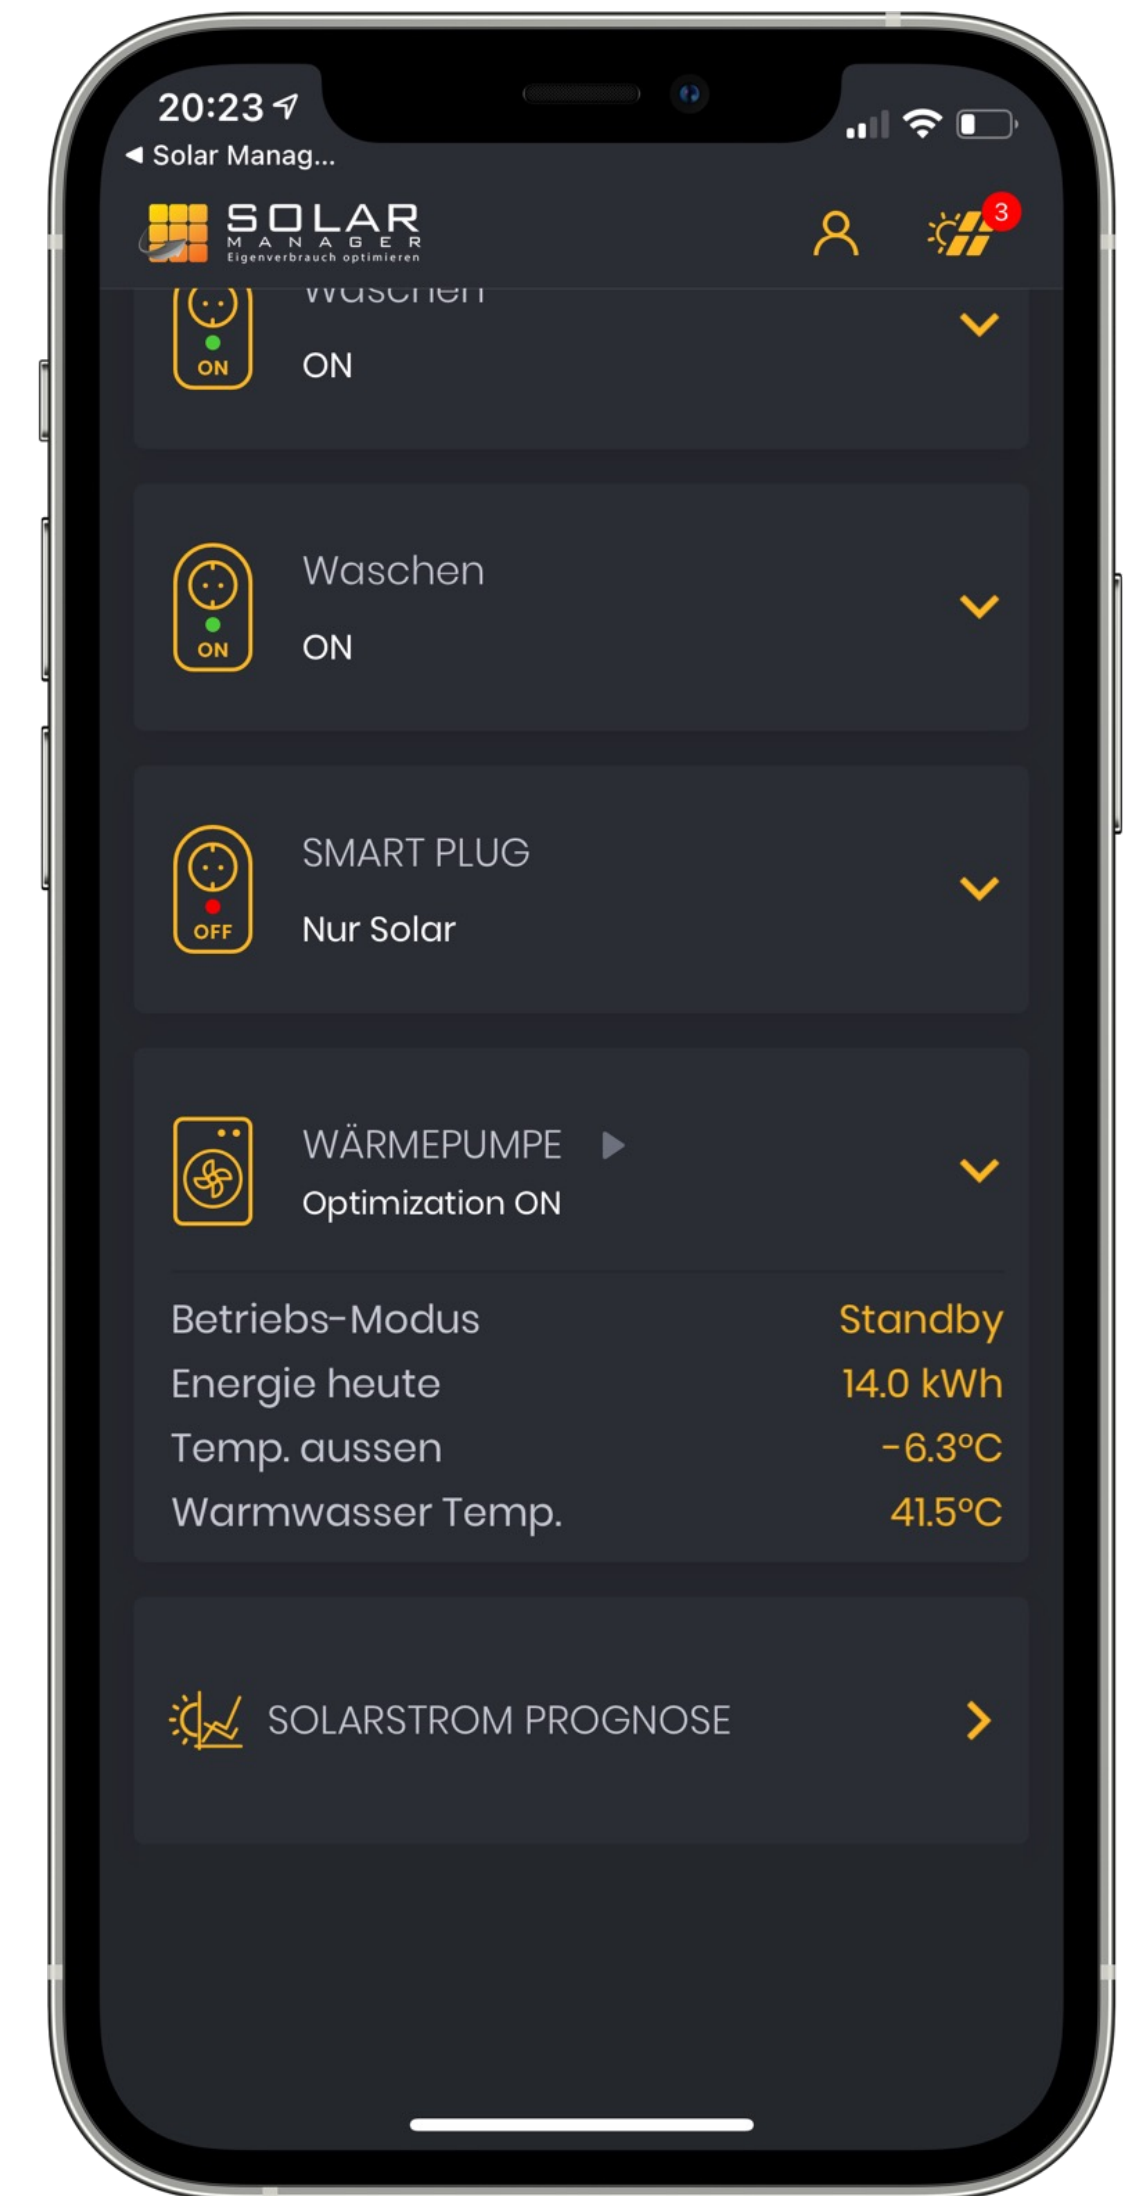 20:23
◀ Solar Manag...
SOLAR
MANAGER
Eigenverbrauch optimieren
3
Waschen
ON
ON
Waschen
ON
ON
SMART PLUG
OFF
Nur Solar
WÄRMEPUMPE
Optimization ON
Betriebs-Modus Standby
Energie heute 14.0 kWh
Temp. aussen -6.3°C
Warmwasser Temp. 41.5°C
SOLARSTROM PROGNOSE